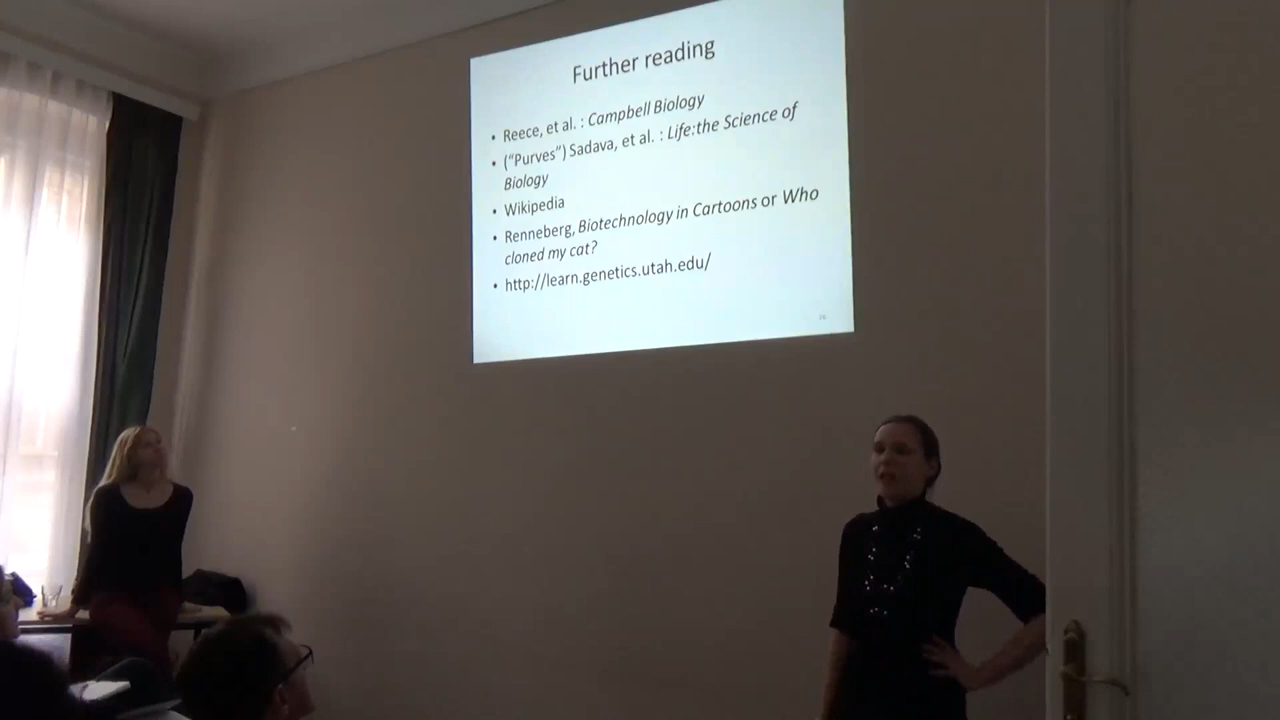 Further reading
• Reece, et al. : Campbell Biology
• (“Purves”) Sadava, et al. : Life:the Science of
Biology
• Wikipedia
• Renneberg, Biotechnology in Cartoons or Who
cloned my cat?
• http://learn.genetics.utah.edu/